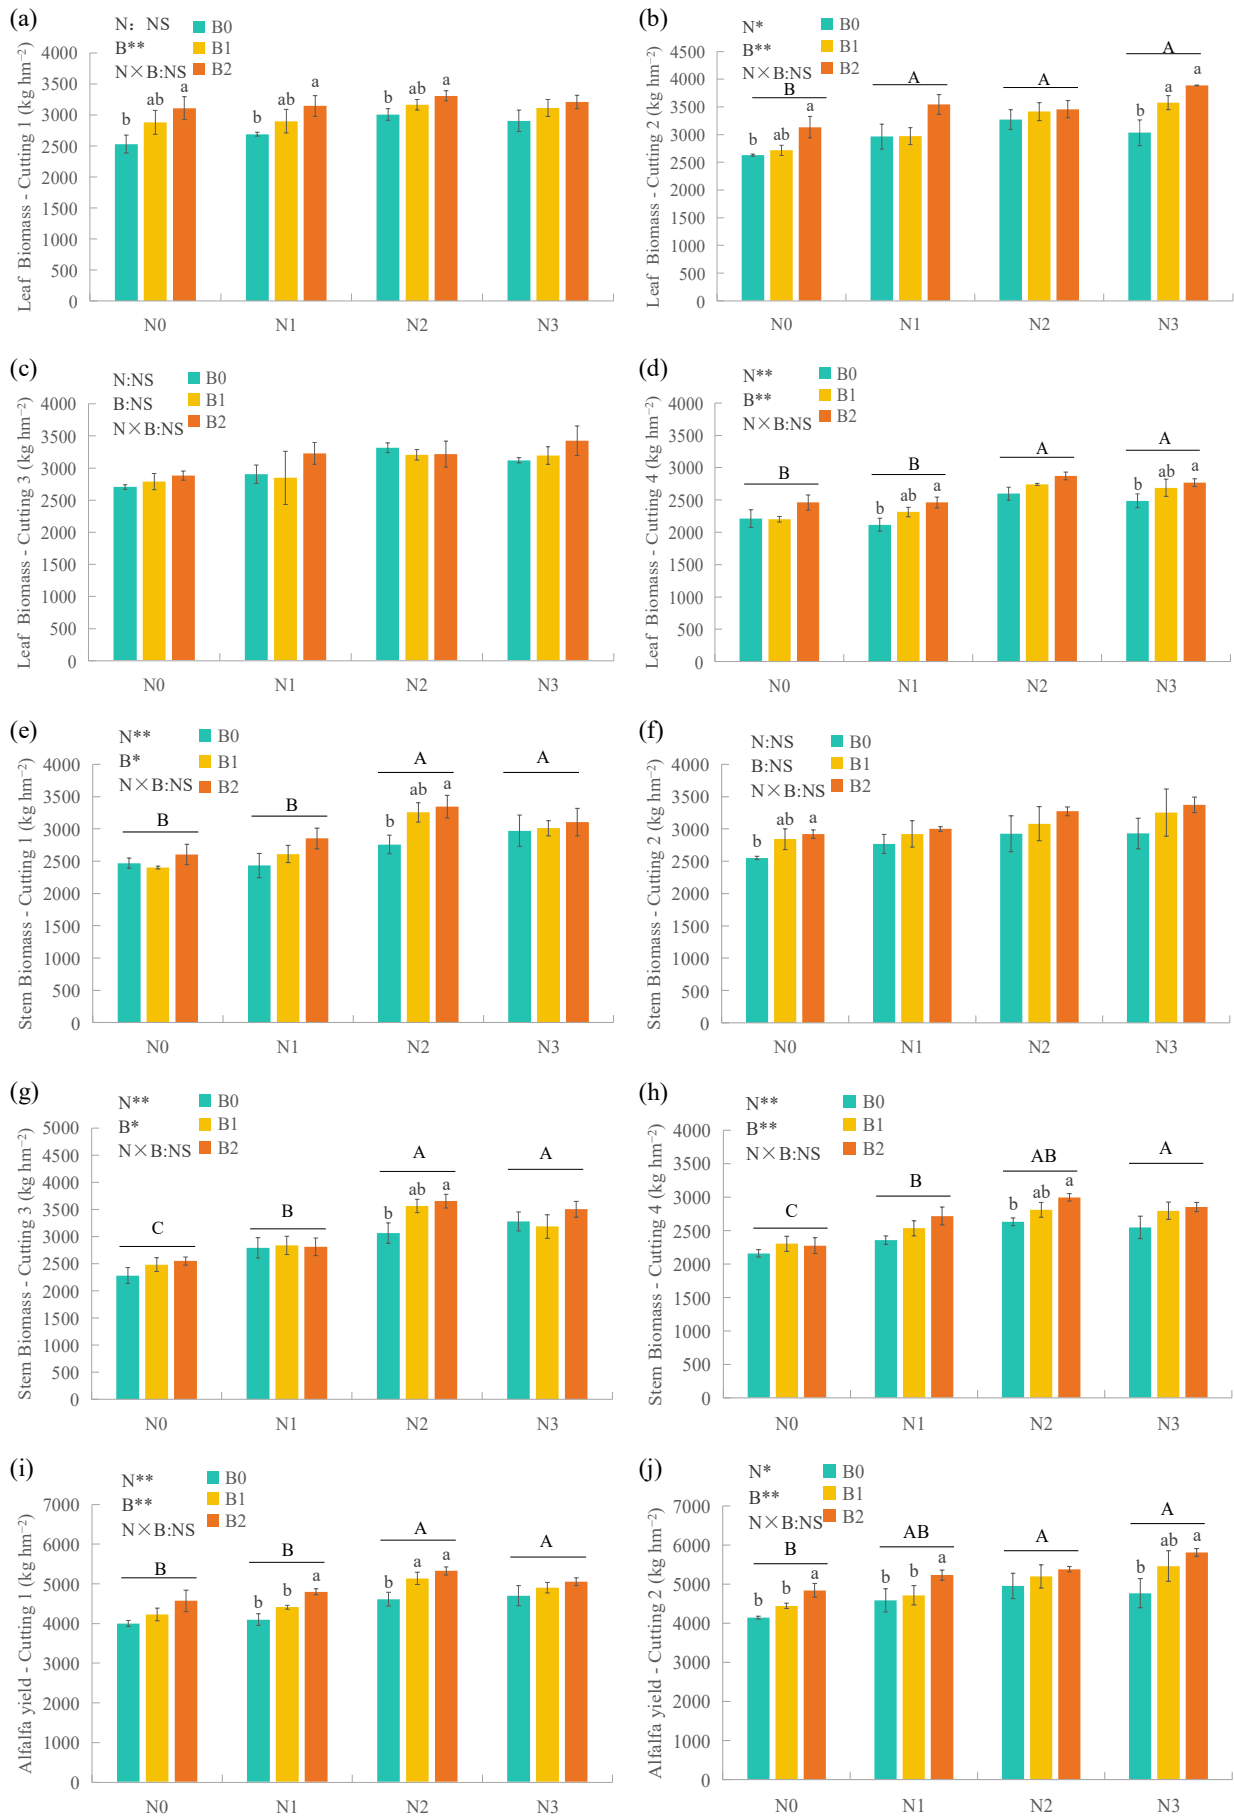 (a)
N: NS
B**
N×B:NS
B0
B1
B2
Leaf Biomass - Cutting 1 (kg hm⁻²)
4000
3500
3000
2500
2000
1500
1000
500
0
b ab a
b ab a
b ab a
N0 N1 N2 N3
(b)
N*
B**
N×B:NS
B0
B1
B2
Leaf Biomass - Cutting 2 (kg hm⁻²)
4500
4000
3500
3000
2500
2000
1500
1000
500
0
B A A A
b ab a
b a a
N0 N1 N2 N3
(c)
N:NS
B:NS
N×B:NS
B0
B1
B2
Leaf Biomass - Cutting 3 (kg hm⁻²)
4000
3500
3000
2500
2000
1500
1000
500
0
N0 N1 N2 N3
(d)
N**
B**
N×B:NS
B0
B1
B2
Leaf Biomass - Cutting 4 (kg hm⁻²)
4000
3500
3000
2500
2000
1500
1000
500
0
B B A A
b ab a
b ab a
N0 N1 N2 N3
(e)
N**
B*
N×B:NS
B0
B1
B2
Stem Biomass - Cutting 1 (kg hm⁻²)
4000
3500
3000
2500
2000
1500
1000
500
0
B B A A
b ab a
N0 N1 N2 N3
(f)
N:NS
B:NS
N×B:NS
B0
B1
B2
Stem Biomass - Cutting 2 (kg hm⁻²)
4000
3500
3000
2500
2000
1500
1000
500
0
b ab a
N0 N1 N2 N3
(g)
N**
B*
N×B:NS
B0
B1
B2
Stem Biomass - Cutting 3 (kg hm⁻²)
5000
4500
4000
3500
3000
2500
2000
1500
1000
500
0
C B A A
b ab a
N0 N1 N2 N3
(h)
N**
B**
N×B:NS
B0
B1
B2
Stem Biomass - Cutting 4 (kg hm⁻²)
4000
3500
3000
2500
2000
1500
1000
500
0
C B AB A
b ab a
N0 N1 N2 N3
(i)
N**
B**
N×B:NS
B0
B1
B2
Alfalfa yield - Cutting 1 (kg hm⁻²)
7000
6000
5000
4000
3000
2000
1000
0
B B A A
b b a
b a a
N0 N1 N2 N3
(j)
N*
B**
N×B:NS
B0
B1
B2
Alfalfa yield - Cutting 2 (kg hm⁻²)
7000
6000
5000
4000
3000
2000
1000
0
B AB A A
b b a
b b a
b ab a
N0 N1 N2 N3